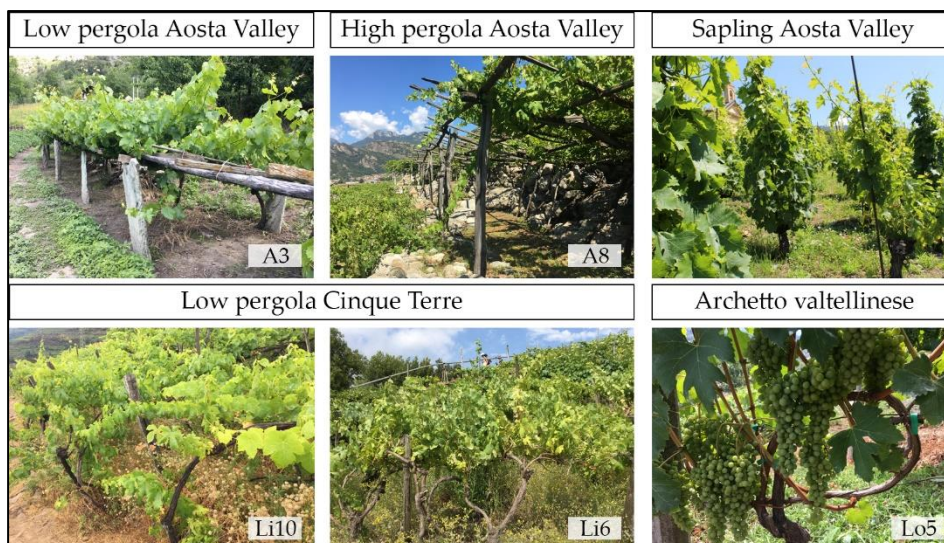 Low pergola Aosta Valley
High pergola Aosta Valley
Sapling Aosta Valley
A3
A8
Low pergola Cinque Terre
Archetto valtellinese
Li10
Li6
Lo5